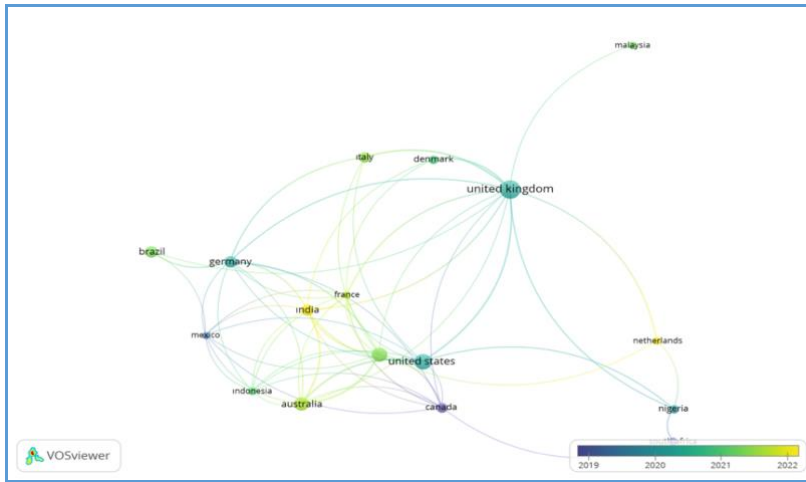 malaysia
italy
denmark
united kingdom
brazil
germany
france
india
mexico
netherlands
united states
indonesia
australia
canada
nigeria
VOSviewer
2019 2020 2021 2022